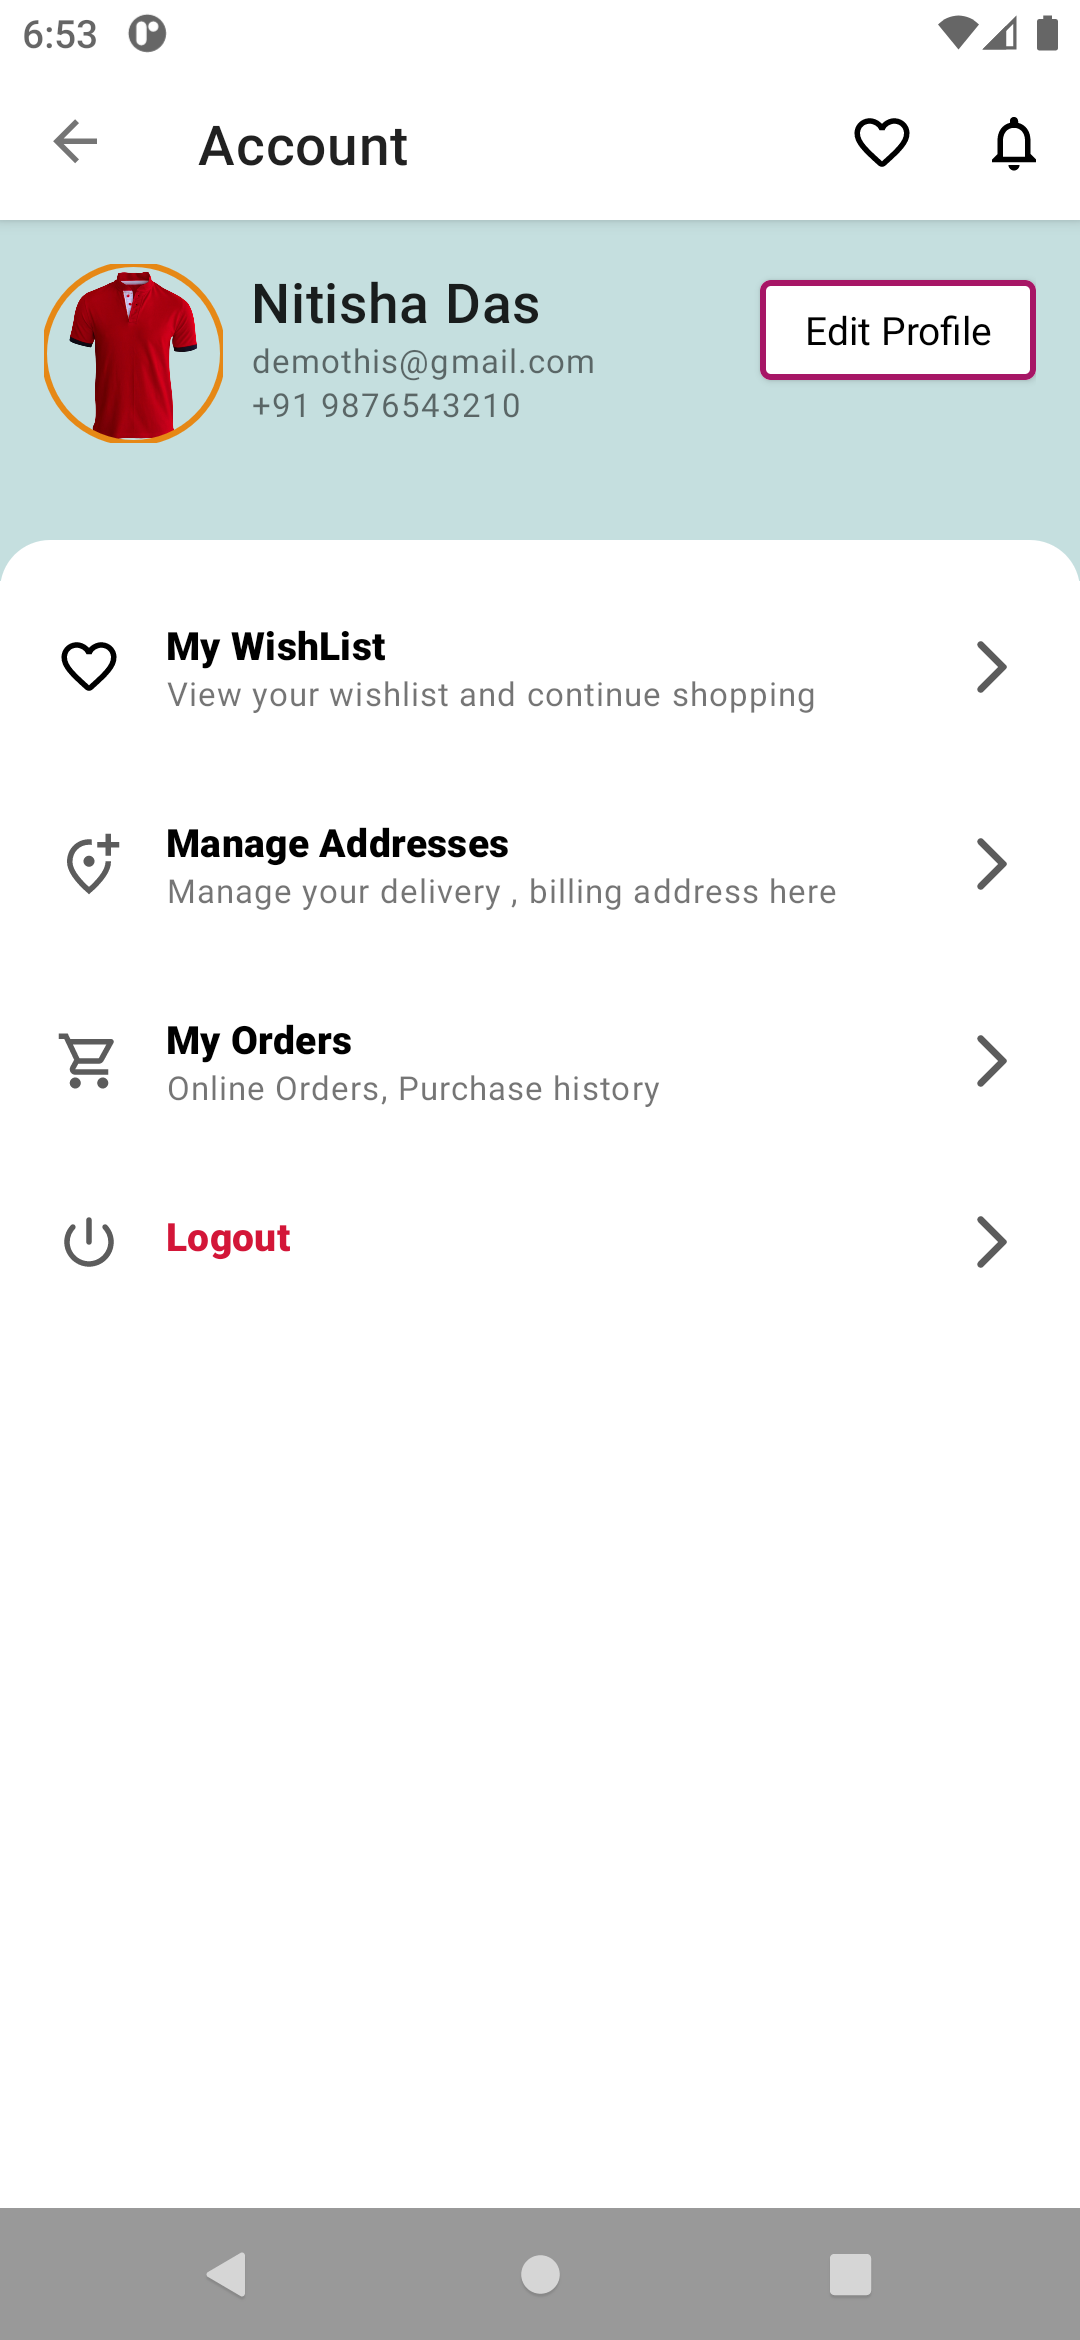 6:53
Account
Nitisha Das
demothis@gmail.com
+91 9876543210
Edit Profile
My WishList
View your wishlist and continue shopping
Manage Addresses
Manage your delivery , billing address here
My Orders
Online Orders, Purchase history
Logout